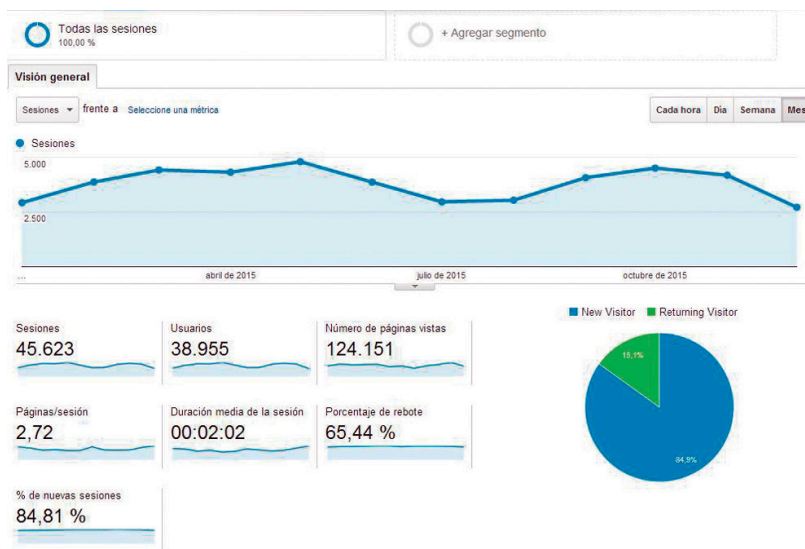 Todas las sesiones
100,00 %
+ Agregar segmento
Visión general
Sesiones frente a Seleccione una métrica
Cada hora Día Semana Mes
Sesiones
5.000
2.500
... abril de 2015 julio de 2015 octubre de 2015
New Visitor Returning Visitor
Sesiones
45.623
Usuarios
38.955
Número de páginas vistas
124.151
15,1%
84,9%
Páginas/sesión
2,72
Duración media de la sesión
00:02:02
Porcentaje de rebote
65,44 %
% de nuevas sesiones
84,81 %